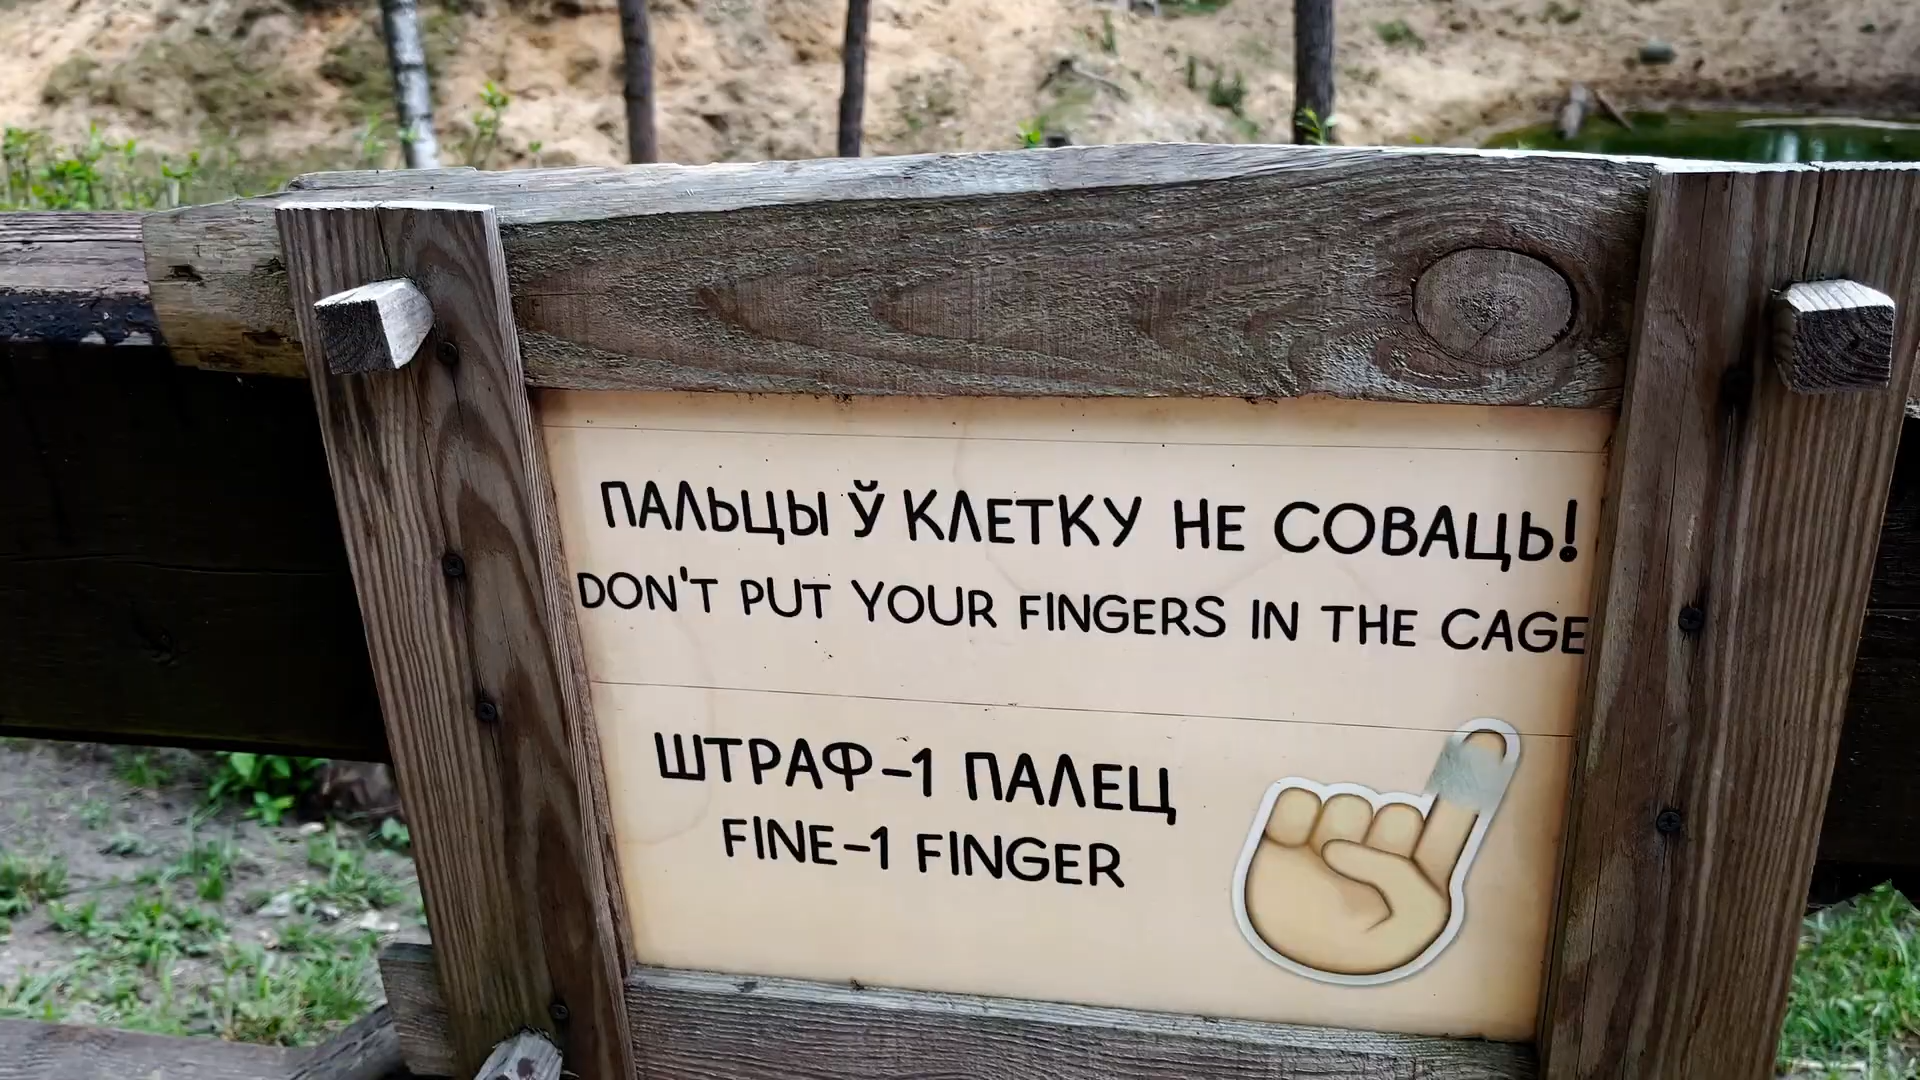 ПАЛЬЦЫ Ў КЛЕТКУ НЕ СОВАЦЬ!
DON'T PUT YOUR FINGERS IN THE CAGE
ШТРАФ-1 ПАЛЕЦ
FINE-1 FINGER